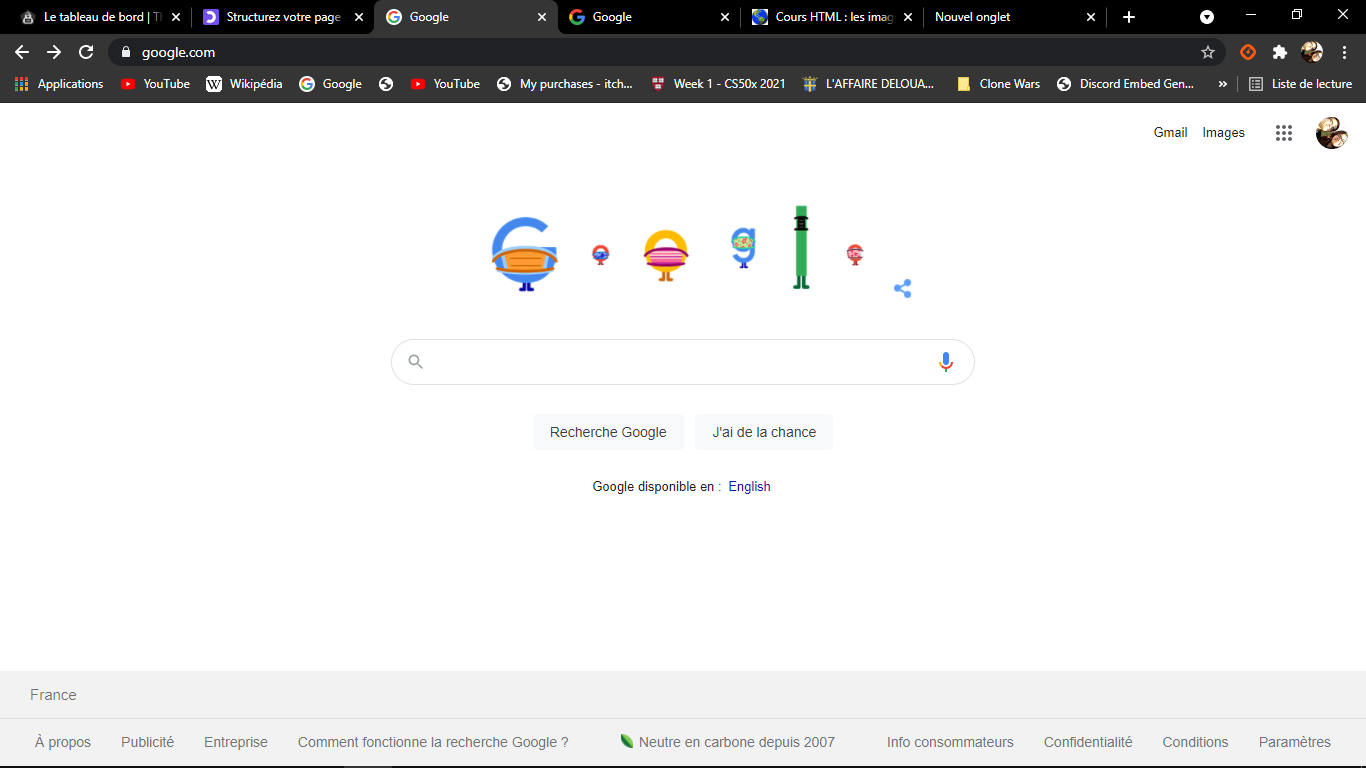 Le tableau de bord | Th
Structurez votre page
Google
Google
Cours HTML : les imag
Nouvel onglet
google.com
Applications
YouTube
Wikipédia
Google
YouTube
My purchases - itch...
Week 1 - CS50x 2021
L'AFFAIRE DELOUA...
Clone Wars
Discord Embed Gen...
»
Liste de lecture
Gmail
Images
Google
Recherche Google
J'ai de la chance
Google disponible en : English
France
À propos
Publicité
Entreprise
Comment fonctionne la recherche Google ?
Neutre en carbone depuis 2007
Info consommateurs
Confidentialité
Conditions
Paramètres